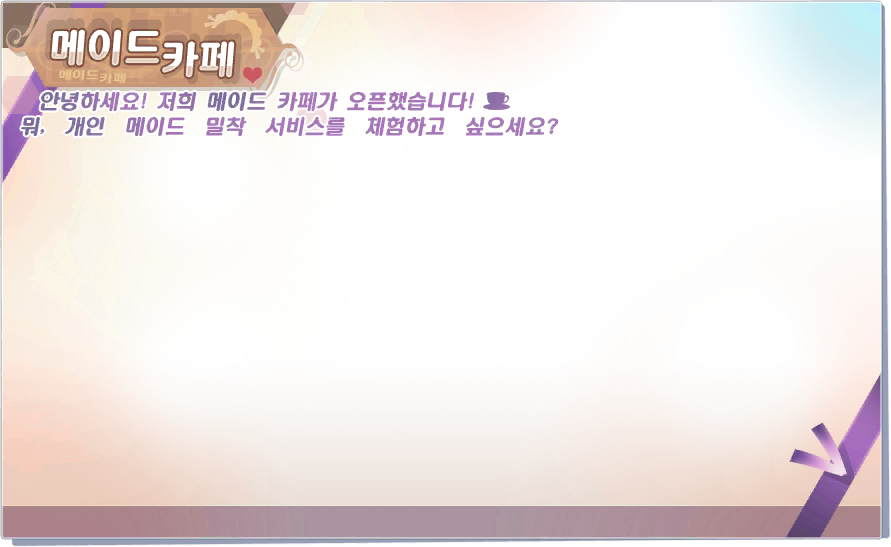 메이드카페
메이드카페
안녕하세요! 저희 메이드 카페가 오픈했습니다!
뭐, 개인 메이드 밀착 서비스를 체험하고 싶으세요?